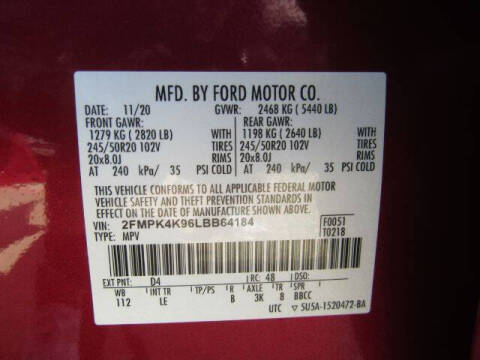 MFD. BY FORD MOTOR CO.
DATE: 11/20 GVWR: 2468 KG (5440 LB)
FRONT GAWR: REAR GAWR:
1279 KG (2820 LB) 1198 KG (2640 LB)
245/50R20 102V TIRES 245/50R20 102V TIRES
20x8.0J RIMS 20x8.0J RIMS
AT 240 kPa/ 35 PSI COLD AT 240 kPa/ 35 PSI COLD
THIS VEHICLE CONFORMS TO ALL APPLICABLE FEDERAL MOTOR
VEHICLE SAFETY AND THEFT PREVENTION STANDARDS IN
EFFECT ON THE DATE OF MANUFACTURE SHOWN ABOVE.
VIN: 2FMPK4K96LBB64184 F0051
TYPE: MPV T0218
EXT PNT: D4 RC: 48 DSO:
WB INT TR TP/PS R AXLE TR SPR
112 LE B 3K 8 BBCC
UTC 5U5A-1520472-BA